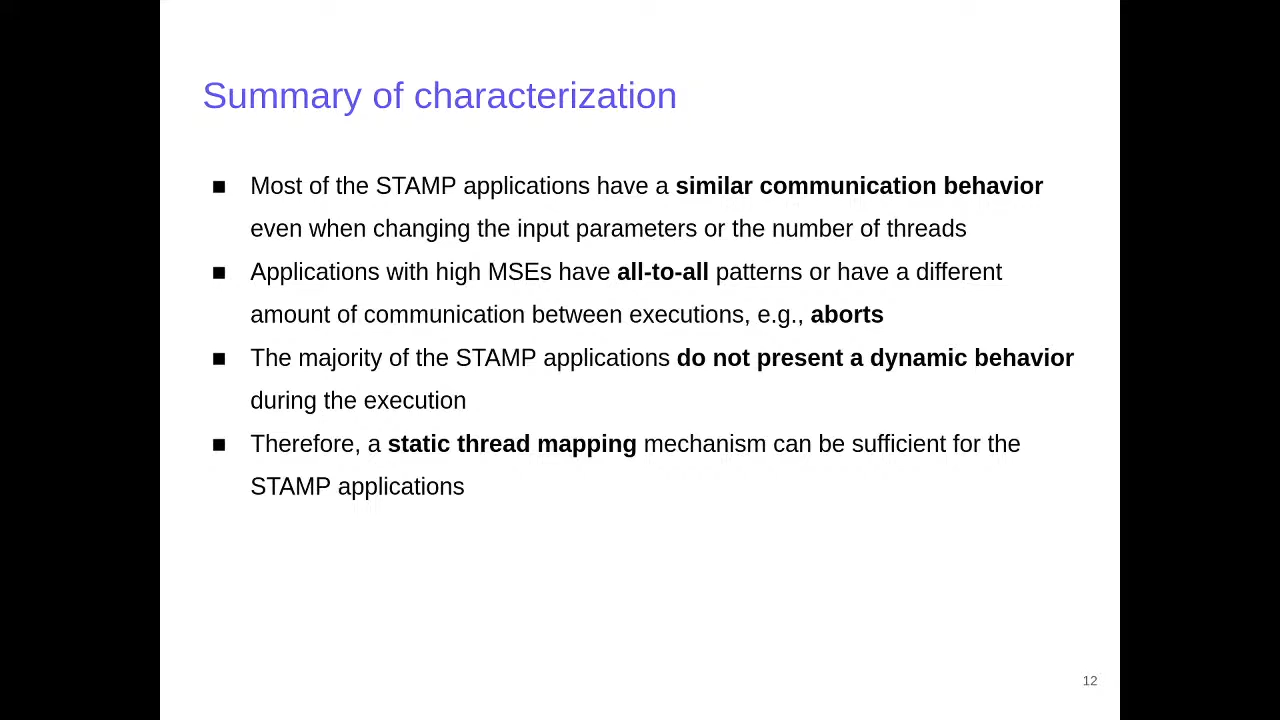 Summary of characterization
■ Most of the STAMP applications have a similar communication behavior
even when changing the input parameters or the number of threads
■ Applications with high MSEs have all-to-all patterns or have a different
amount of communication between executions, e.g., aborts
■ The majority of the STAMP applications do not present a dynamic behavior
during the execution
■ Therefore, a static thread mapping mechanism can be sufficient for the
STAMP applications
12